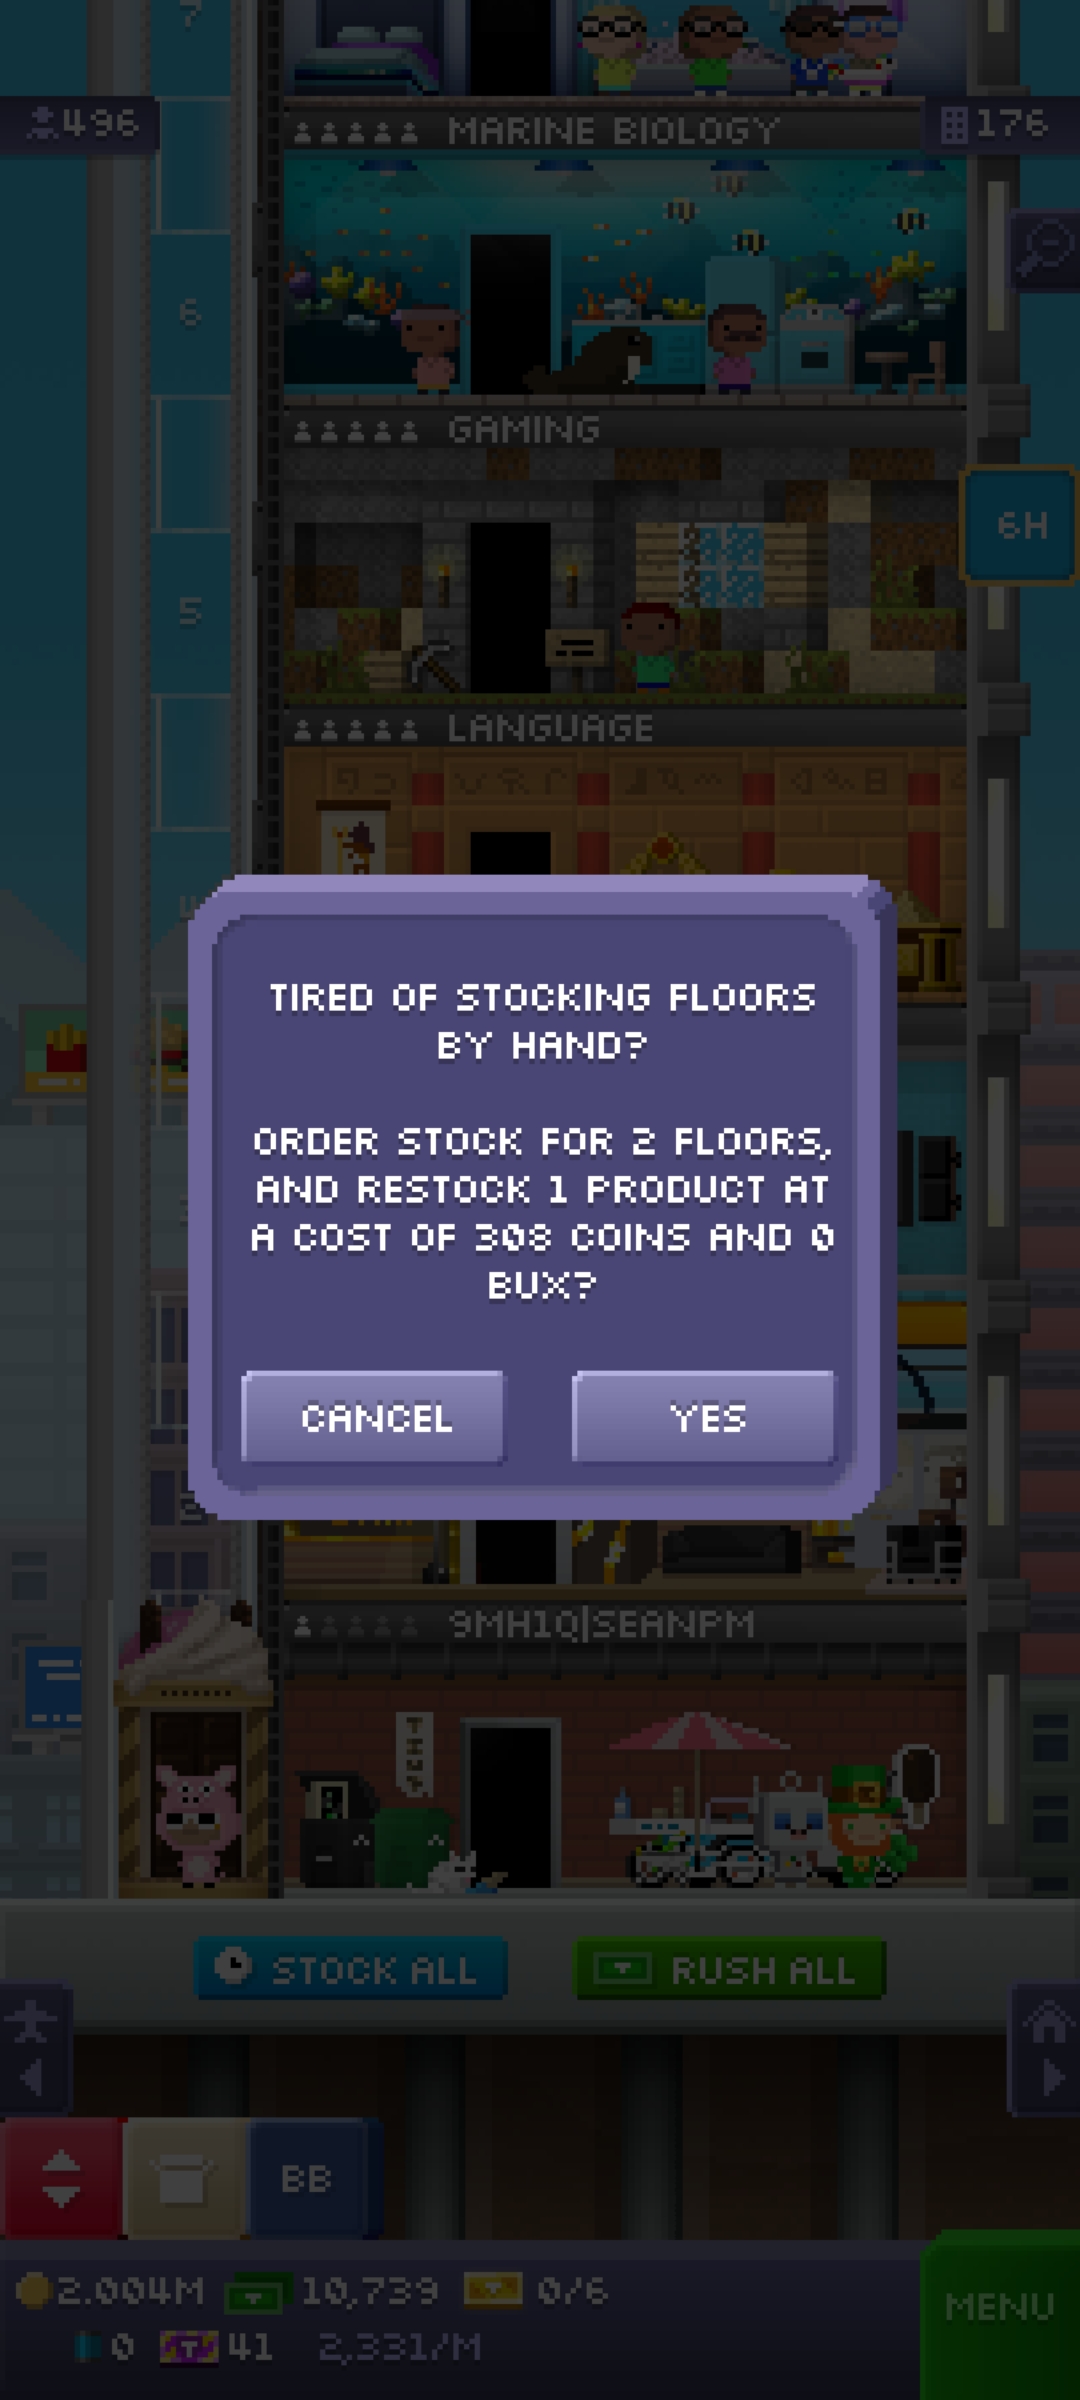 7
496
MARINE BIOLOGY
176
6
GAMING
6H
5
LANGUAGE
TIRED OF STOCKING FLOORS
BY HAND?
ORDER STOCK FOR 2 FLOORS,
AND RESTOCK 1 PRODUCT AT
A COST OF 308 COINS AND 0
BUX?
CANCEL
YES
2
9MH1Q|SEANPM
STOCK ALL
RUSH ALL
BB
2.004M
10,739
0/6
MENU
0
41
2,331/M